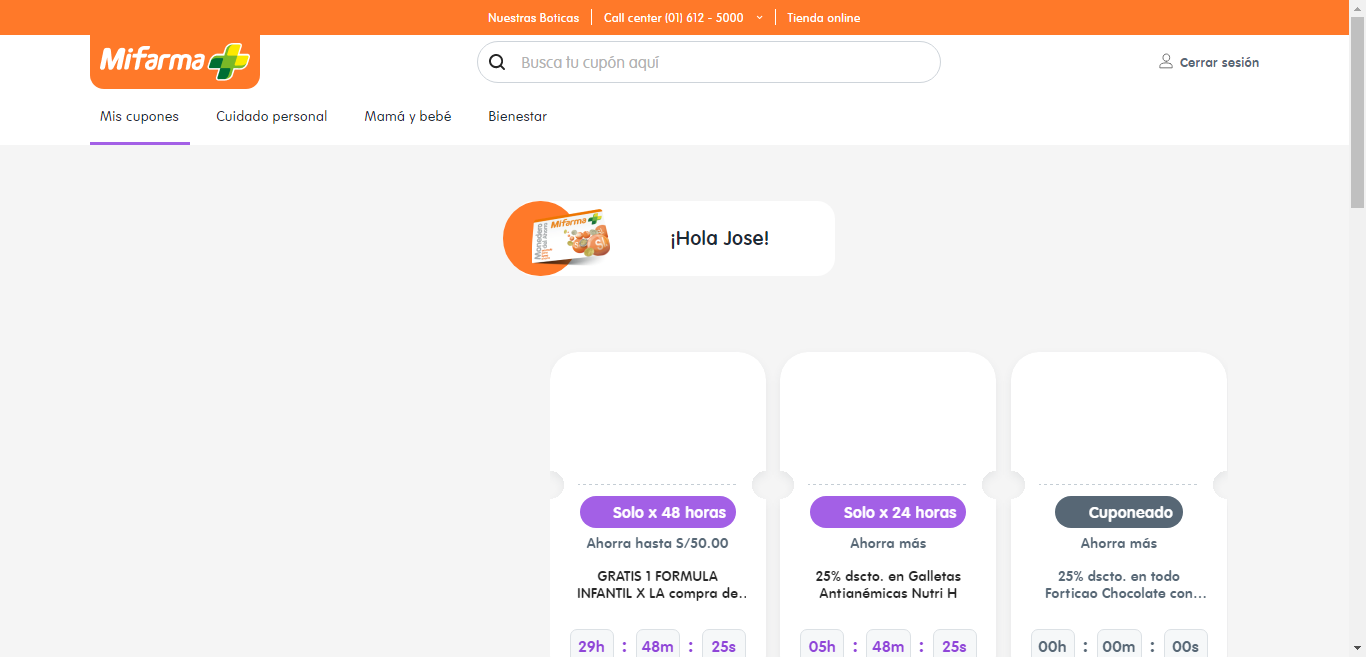 Nuestras Boticas
Call center (01) 612 - 5000
Tienda online
Mifarma
Busca tu cupón aquí
Cerrar sesión
Mis cupones
Cuidado personal
Mamá y bebé
Bienestar
Mifarma
Monedero
del Ahorro
¡Hola Jose!
Solo x 48 horas
Ahorra hasta S/50.00
GRATIS 1 FORMULA
INFANTIL X LA compra de..
29h : 48m : 25s
Solo x 24 horas
Ahorra más
25% dscto. en Galletas
Antianémicas Nutri H
05h : 48m : 25s
Cuponeado
Ahorra más
25% dscto. en todo
Forticao Chocolate con...
00h : 00m : 00s